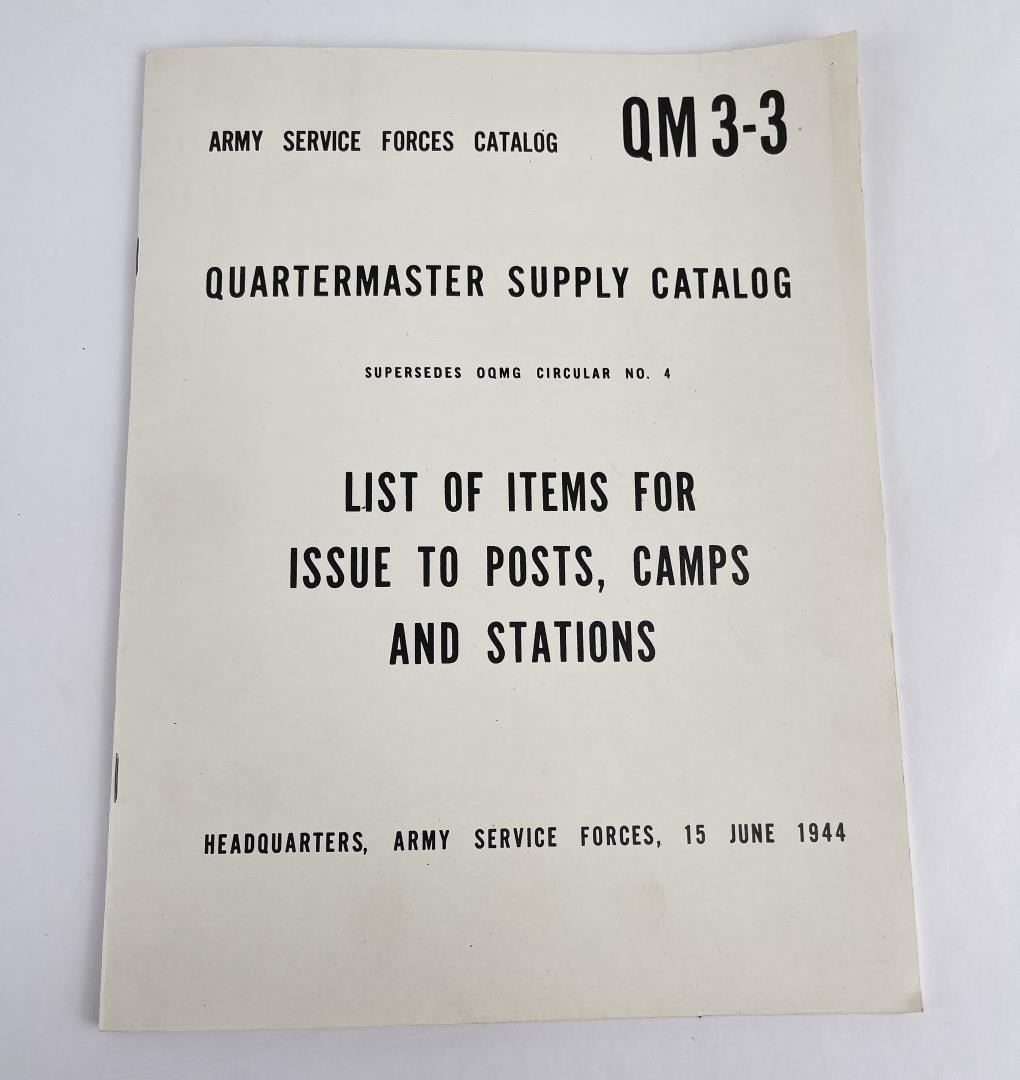 ARMY SERVICE FORCES CATALOG QM 3-3
QUARTERMASTER SUPPLY CATALOG
SUPERSEDES OQMG CIRCULAR NO. 4
LIST OF ITEMS FOR
ISSUE TO POSTS, CAMPS
AND STATIONS
HEADQUARTERS, ARMY SERVICE FORCES, 15 JUNE 1944